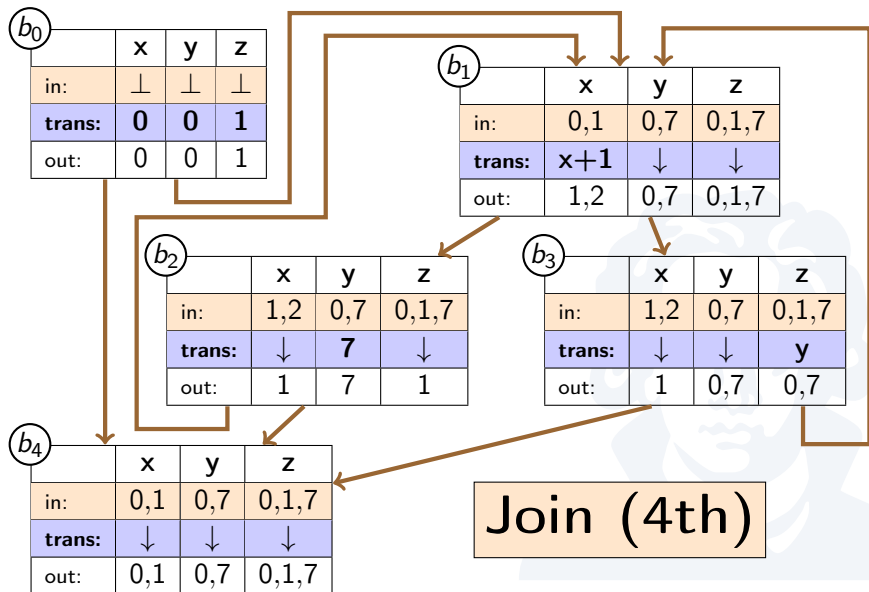 b0
x y z
in: ⊥ ⊥ ⊥
trans: 0 0 1
out: 0 0 1
b1
x y z
in: 0,1 0,7 0,1,7
trans: x+1 ↓ ↓
out: 1,2 0,7 0,1,7
b2
x y z
in: 1,2 0,7 0,1,7
trans: ↓ 7 ↓
out: 1 7 1
b3
x y z
in: 1,2 0,7 0,1,7
trans: ↓ ↓ y
out: 1 0,7 0,7
b4
x y z
in: 0,1 0,7 0,1,7
trans: ↓ ↓ ↓
out: 0,1 0,7 0,1,7
Join (4th)